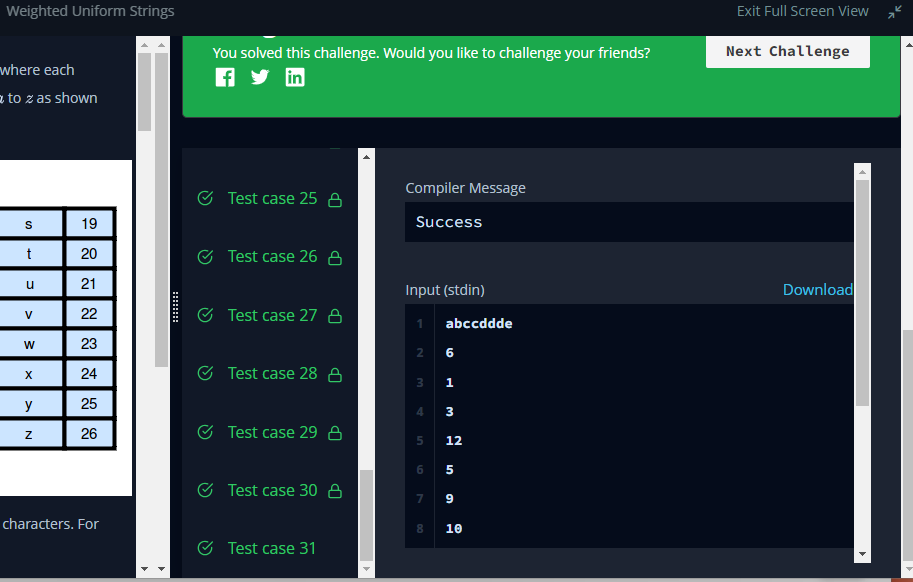 Weighted Uniform Strings
Exit Full Screen View
where each
to z as shown
s 19
t 20
u 21
v 22
w 23
x 24
y 25
z 26
characters. For
You solved this challenge. Would you like to challenge your friends?
Next Challenge
Test case 25
Test case 26
Test case 27
Test case 28
Test case 29
Test case 30
Test case 31
Compiler Message
Success
Input (stdin)
Download
1 abccddde
2 6
3 1
4 3
5 12
6 5
7 9
8 10